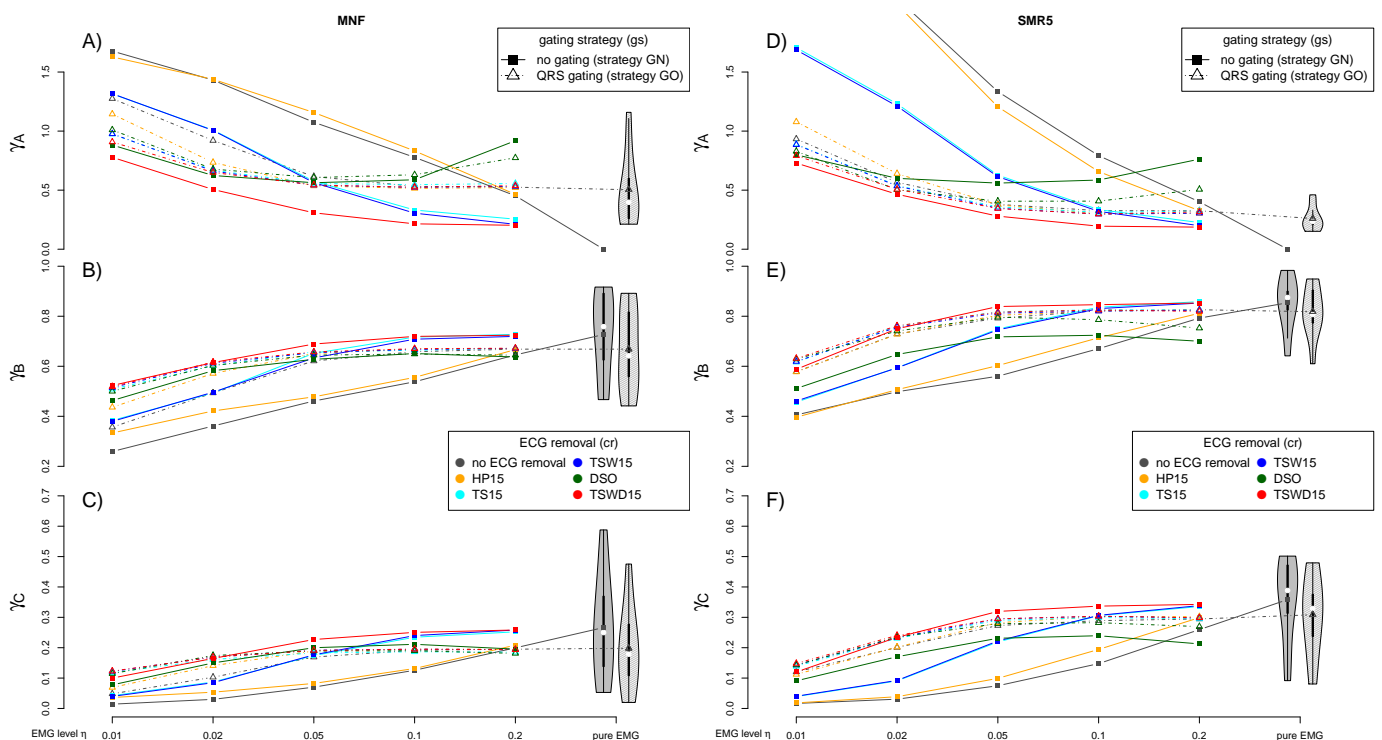 MNF
A)
gating strategy (gs)
no gating (strategy GN)
QRS gating (strategy GO)
γA
0.0
0.5
1.0
1.5
B)
γB
0.2
0.4
0.6
0.8
1.0
ECG removal (cr)
no ECG removal
HP15
TS15
TSW15
DSO
TSWD15
C)
γC
0.0
0.1
0.2
0.3
0.4
0.5
0.6
0.7
EMG level η
0.01
0.02
0.05
0.1
0.2
pure EMG
SMR5
D)
gating strategy (gs)
no gating (strategy GN)
QRS gating (strategy GO)
γA
0.0
0.5
1.0
1.5
E)
γB
0.2
0.4
0.6
0.8
1.0
ECG removal (cr)
no ECG removal
HP15
TS15
TSW15
DSO
TSWD15
F)
γC
0.0
0.1
0.2
0.3
0.4
0.5
0.6
0.7
EMG level η
0.01
0.02
0.05
0.1
0.2
pure EMG